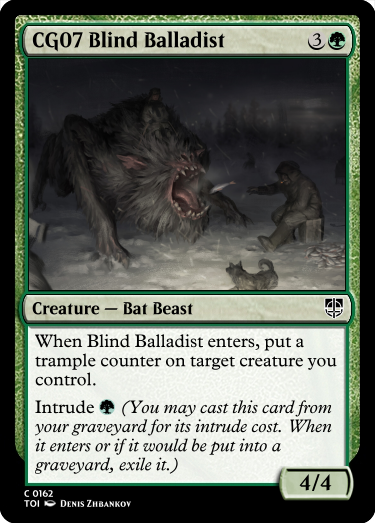 CG07 Blind Balladist 3
Creature — Bat Beast
When Blind Balladist enters, put a
trample counter on target creature you
control.
Intrude (You may cast this card from
your graveyard for its intrude cost. When
it enters or if it would be put into a
graveyard, exile it.)
4/4
C 0162
TOI Denis Zhbankov